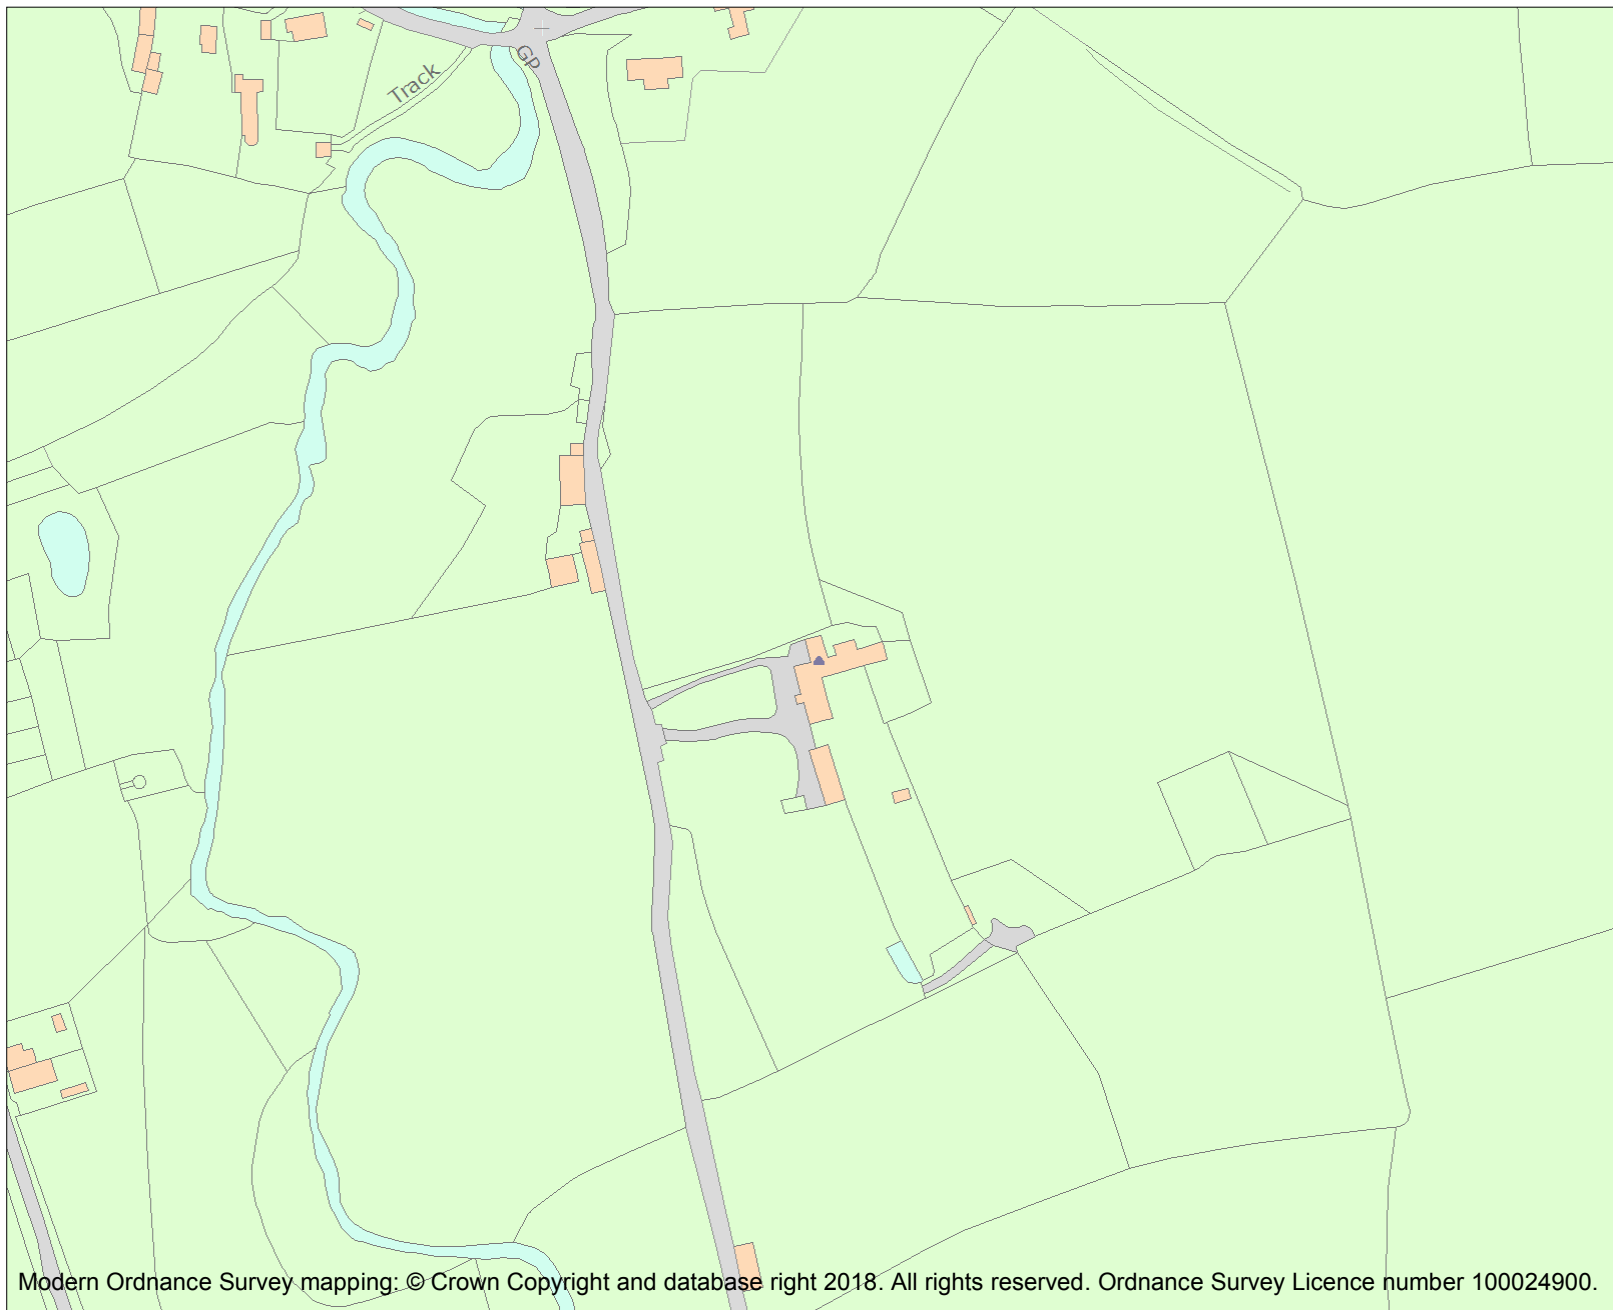 Gp
Track
Modern Ordnance Survey mapping: © Crown Copyright and database right 2018. All rights reserved. Ordnance Survey Licence number 100024900.